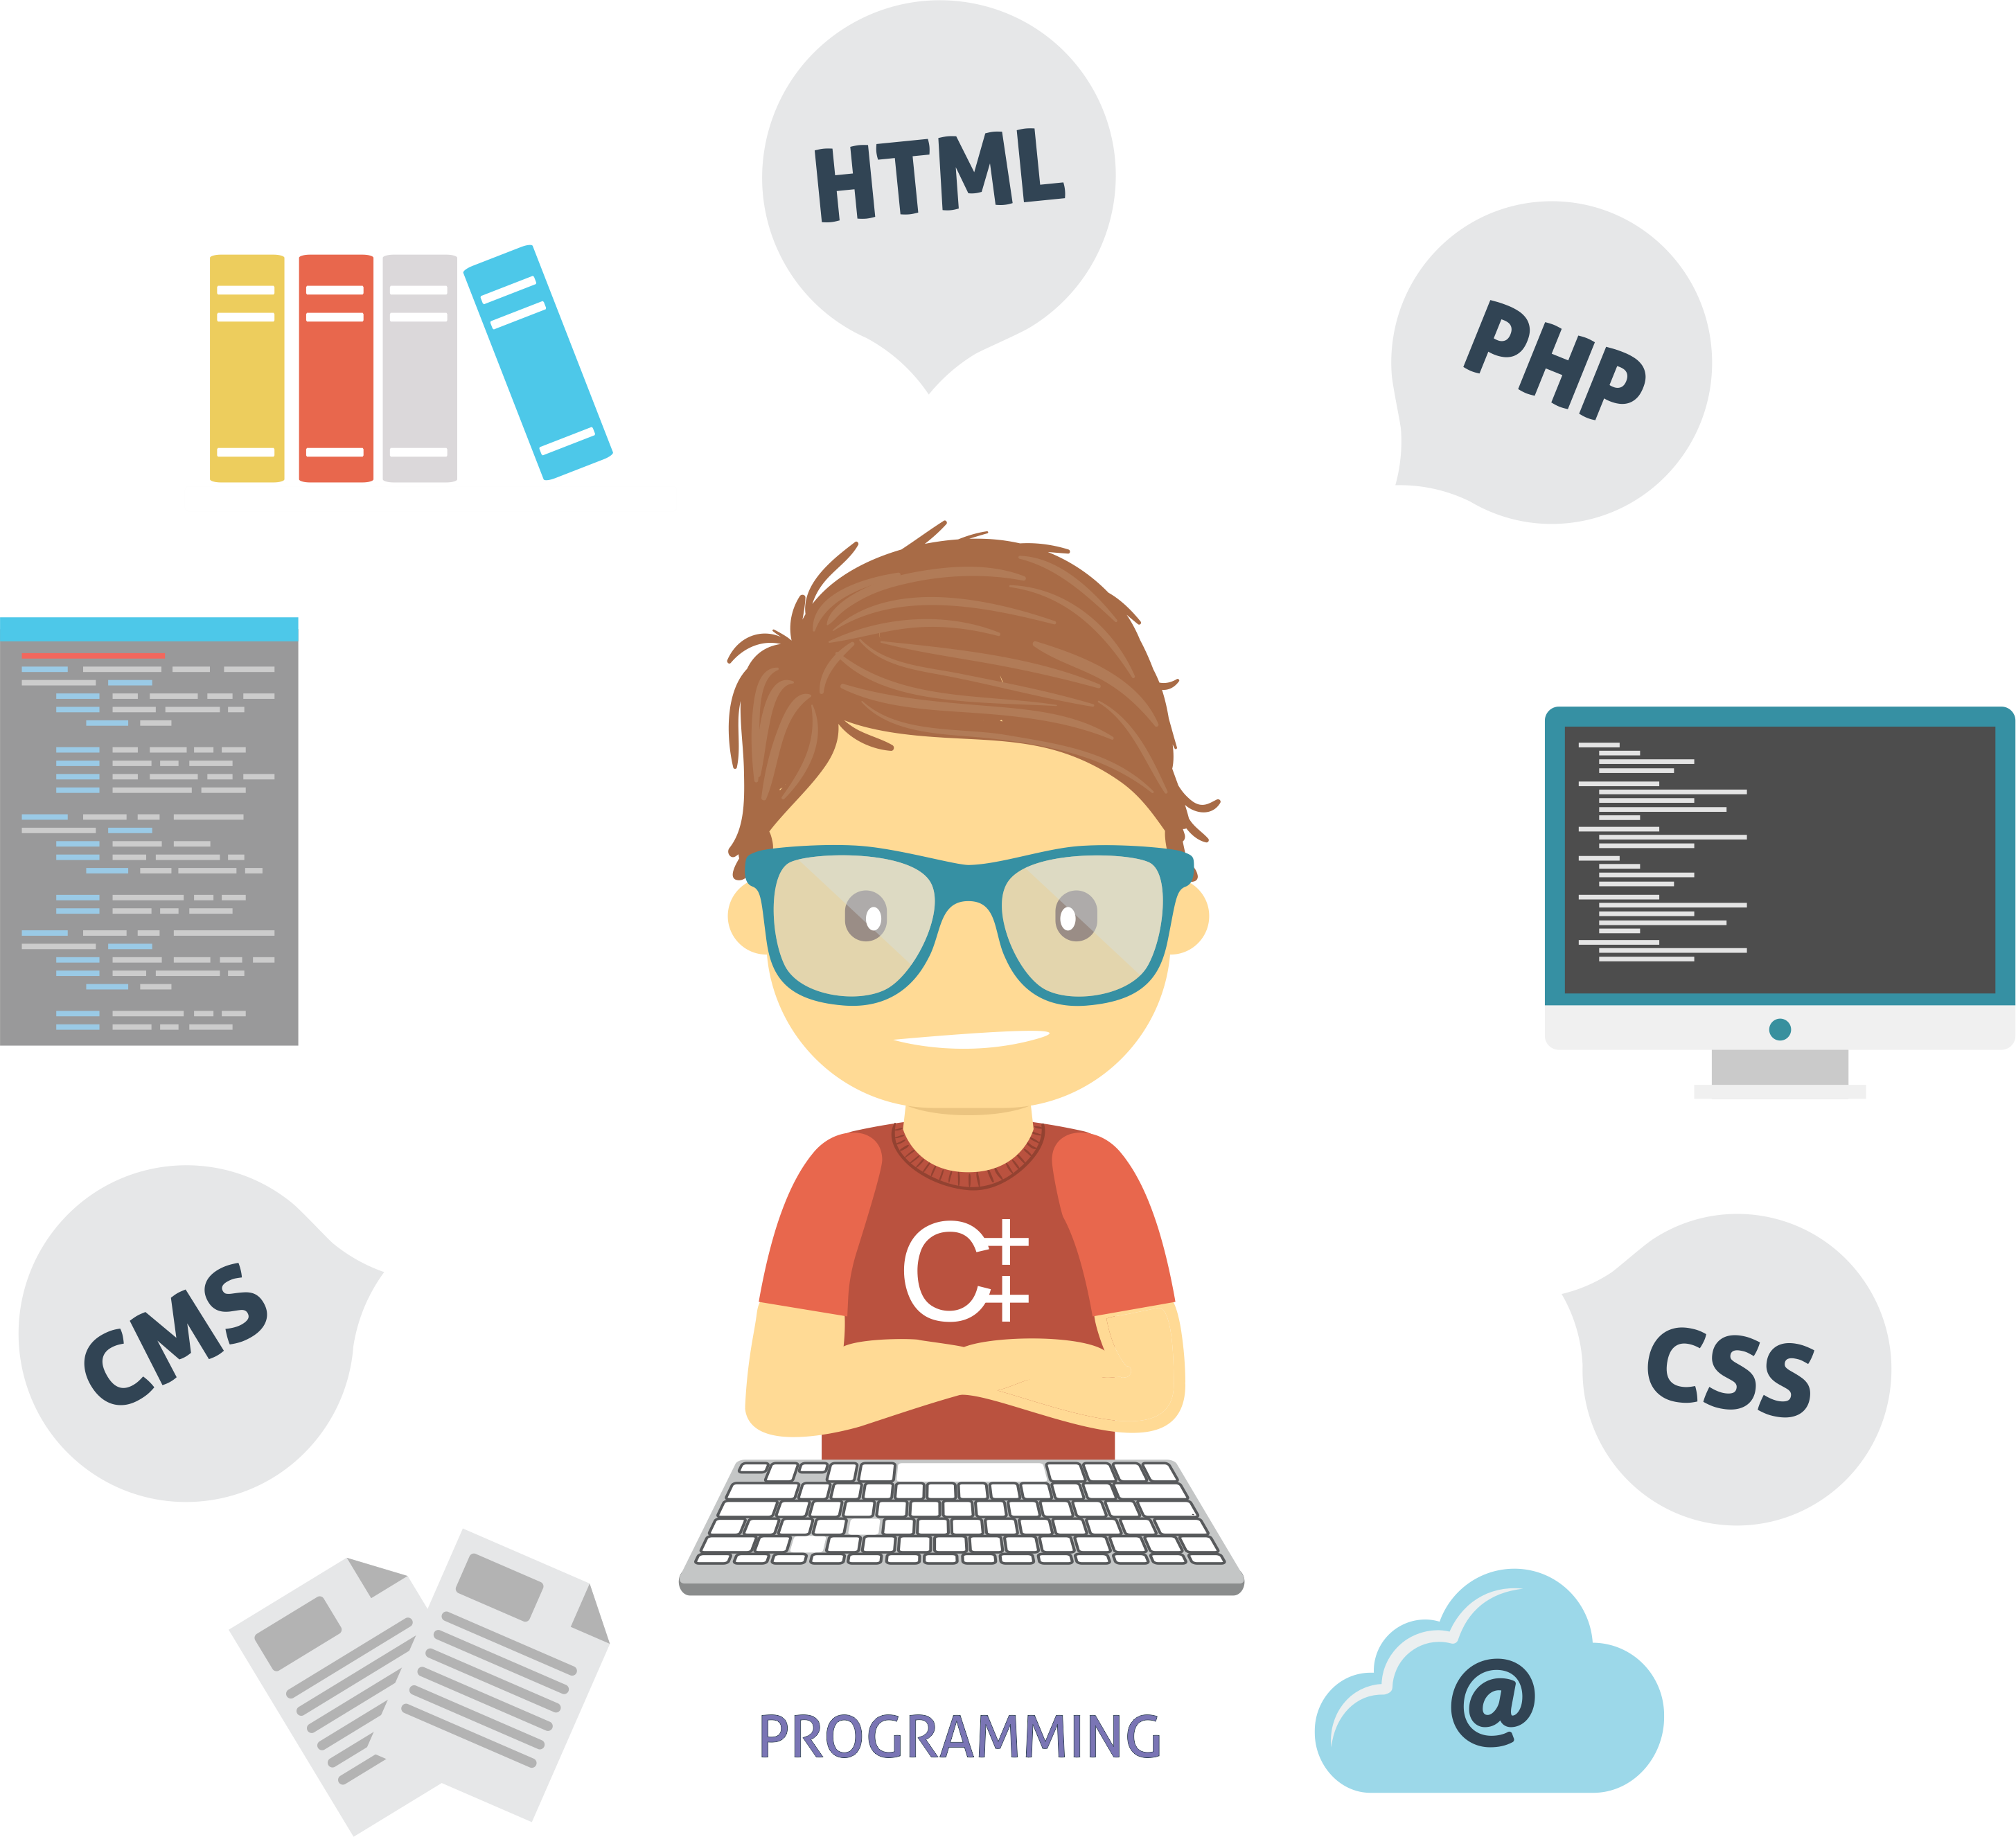 HTML
PHP
CMS
C++
CSS
@
PROGRAMMING